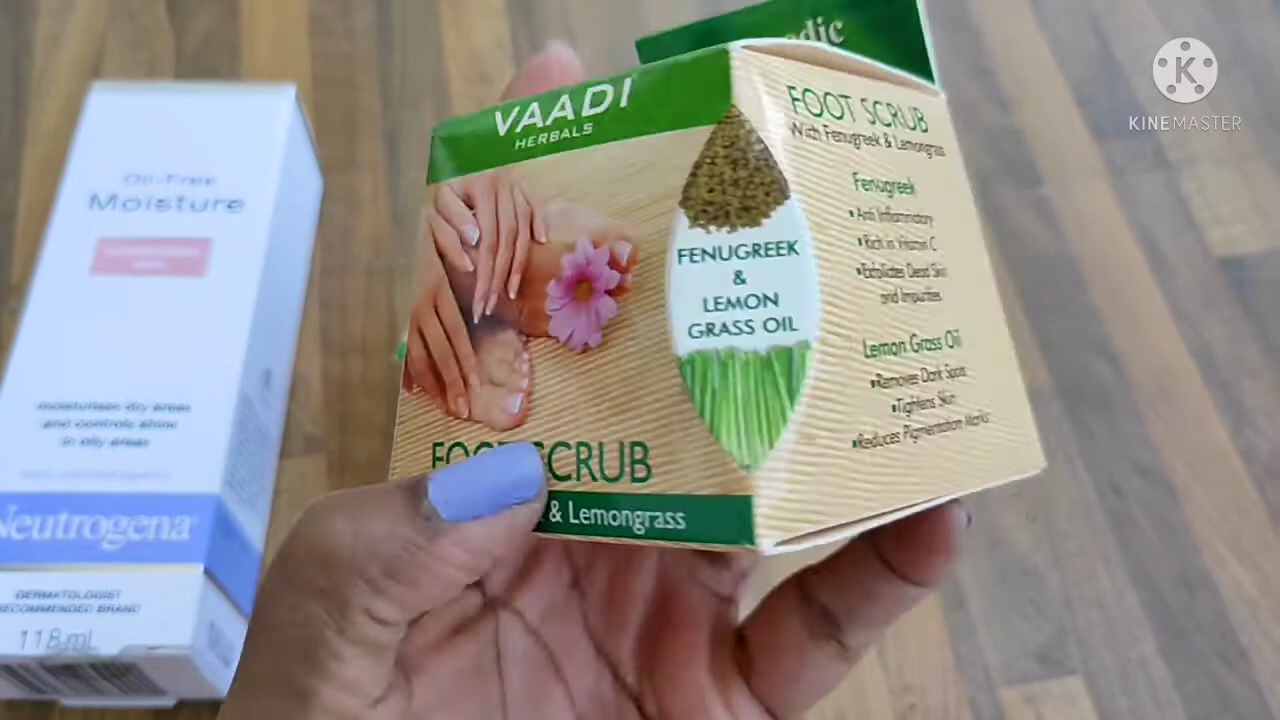 Oil-Free
Moisture
moisturises dry areas
and controls shine
in oily areas
Neutrogena
DERMATOLOGIST
RECOMMENDED BRAND
118 mL
VAADI
HERBALS
FENUGREEK
&
LEMON
GRASS OIL
FOOT SCRUB
& Lemongrass
FOOT SCRUB
With Fenugreek & Lemongrass
Fenugreek
• Anti Inflammatory
• Rich in Vitamin C
• Exfoliates Dead Skin
and Impurities
Lemon Grass Oil
• Removes Dark Spots
• Tightens Skin
• Reduces Pigmentation Marks
K
KINEMASTER